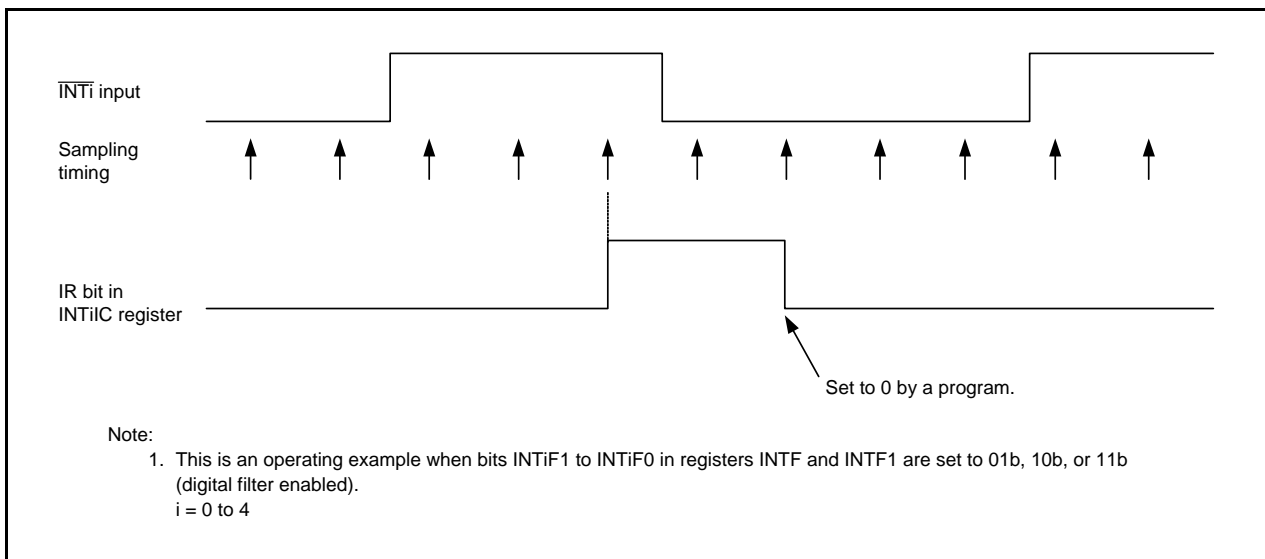 INTi input
Sampling
timing
IR bit in
INTiIC register
Set to 0 by a program.
Note:
1. This is an operating example when bits INTiF1 to INTiF0 in registers INTF and INTF1 are set to 01b, 10b, or 11b
(digital filter enabled).
i = 0 to 4